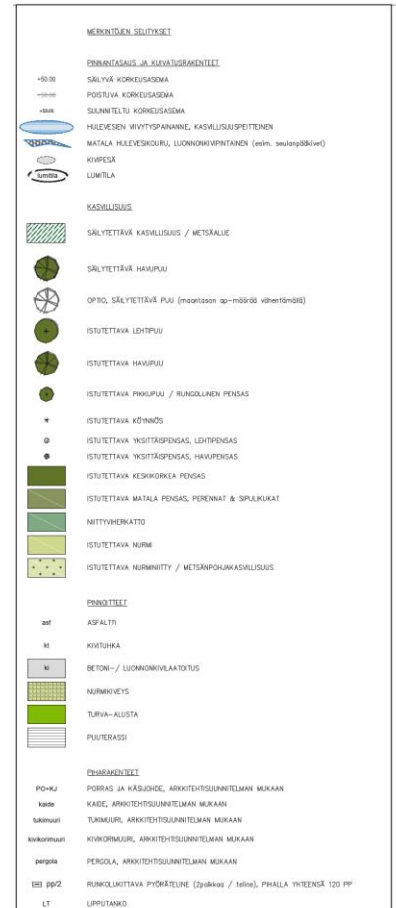 MERKINTÖJEN SELITYKSET
PINNANTASAUS JA KUIVATUSRAKENTEET
+50.00 SÄILYVÄ KORKEUSASEMA
+50.00 POISTUVA KORKEUSASEMA
SUUNNITELTU KORKEUSASEMA
HULEVESIEN VIIVYTYSPAINANNE, KASVILLISUUSPEITTEINEN
MATALA HULEVESIKOURU, LUONNONKIVIPINTAINEN (esim. seulanpääkivet)
KIVIPESÄ
lumitila LUMITILA
KASVILLISUUS
SÄILYTETTÄVÄ KASVILLISUUS / METSÄALUE
SÄILYTETTÄVÄ HAVUPUU
OPTIO, SÄILYTETTÄVÄ PUU (maantason ap-määrää vähentämällä)
ISTUTETTAVA LEHTIPUU
ISTUTETTAVA HAVUPUU
ISTUTETTAVA PIKKUPUU / RUNGOLLINEN PENSAS
ISTUTETTAVA KÖYNNÖS
ISTUTETTAVA YKSITTÄISPENSAS, LEHTIPENSAS
ISTUTETTAVA YKSITTÄISPENSAS, HAVUPENSAS
ISTUTETTAVA KESKIKORKEA PENSAS
ISTUTETTAVA MATALA PENSAS, PERENNAT & SIPULIKUKAT
NIITTYVIHERKATTO
ISTUTETTAVA NURMI
ISTUTETTAVA NURMINIITTY / METSÄNPOHJAKASVILLISUUS
PINNOITTEET
asf ASFALTTI
kt KIVITUHKA
ki BETONI-/ LUONNONKIVILAATOITUS
NURMIKIVEYS
TURVA-ALUSTA
PUUTERASSI
PIHARAKENTEET
PO+KJ PORRAS JA KÄSIJOHDE, ARKKITEHTISUUNNITELMAN MUKAAN
kaide KAIDE, ARKKITEHTISUUNNITELMAN MUKAAN
tukimuuri TUKIMUURI, ARKKITEHTISUUNNITELMAN MUKAAN
kivikorimuuri KIVIKORIMUURI, ARKKITEHTISUUNNITELMAN MUKAAN
pergola PERGOLA, ARKKITEHTISUUNNITELMAN MUKAAN
pp/2 RUNKOLUKITTAVA PYÖRÄTELINE (2paikkaa / teline), PIHALLA YHTEENSÄ 120 PP
LT LIPPUTANKO